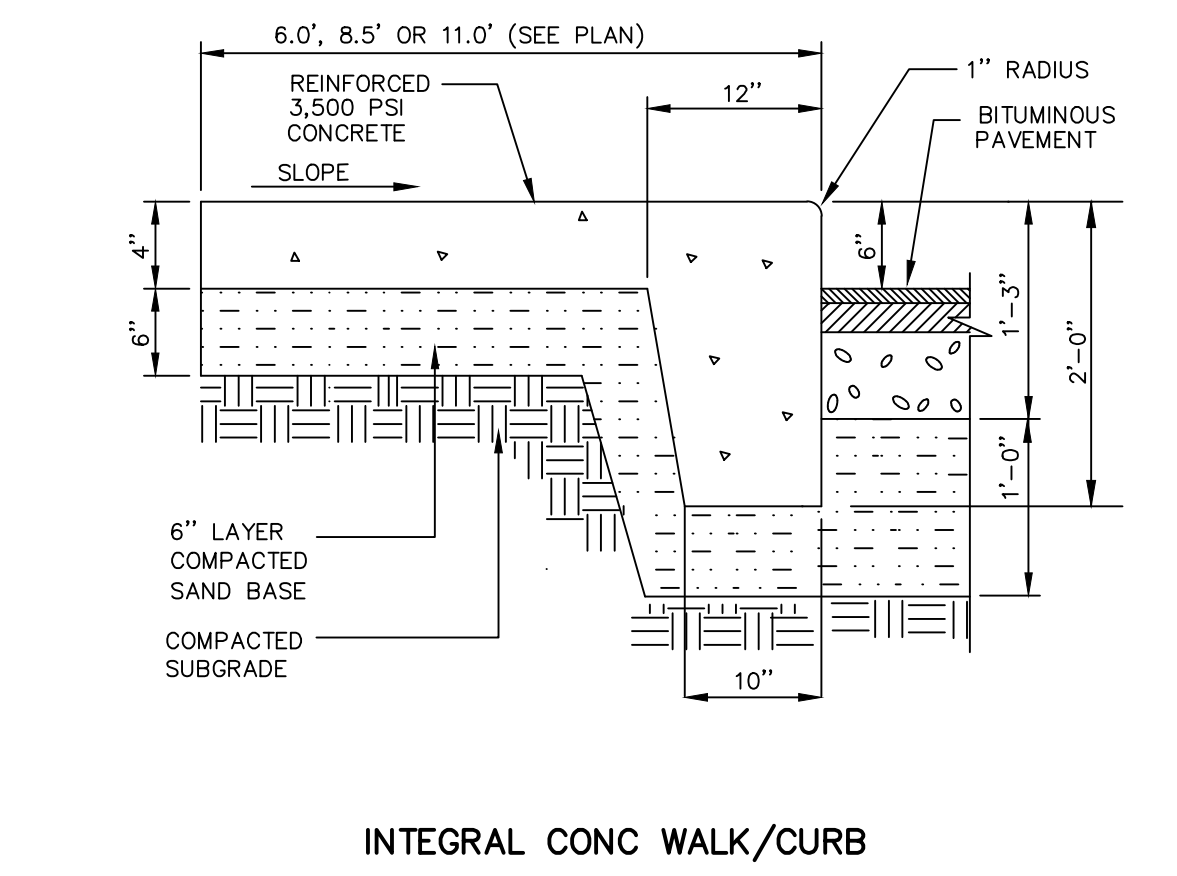 6.0', 8.5' OR 11.0' (SEE PLAN)
REINFORCED
3,500 PSI
CONCRETE
12"
1" RADIUS
BITUMINOUS
PAVEMENT
SLOPE
4"
6"
6"
1'-3"
2'-0"
1'-0"
6" LAYER
COMPACTED
SAND BASE
COMPACTED
SUBGRADE
10"
INTEGRAL CONC WALK/CURB